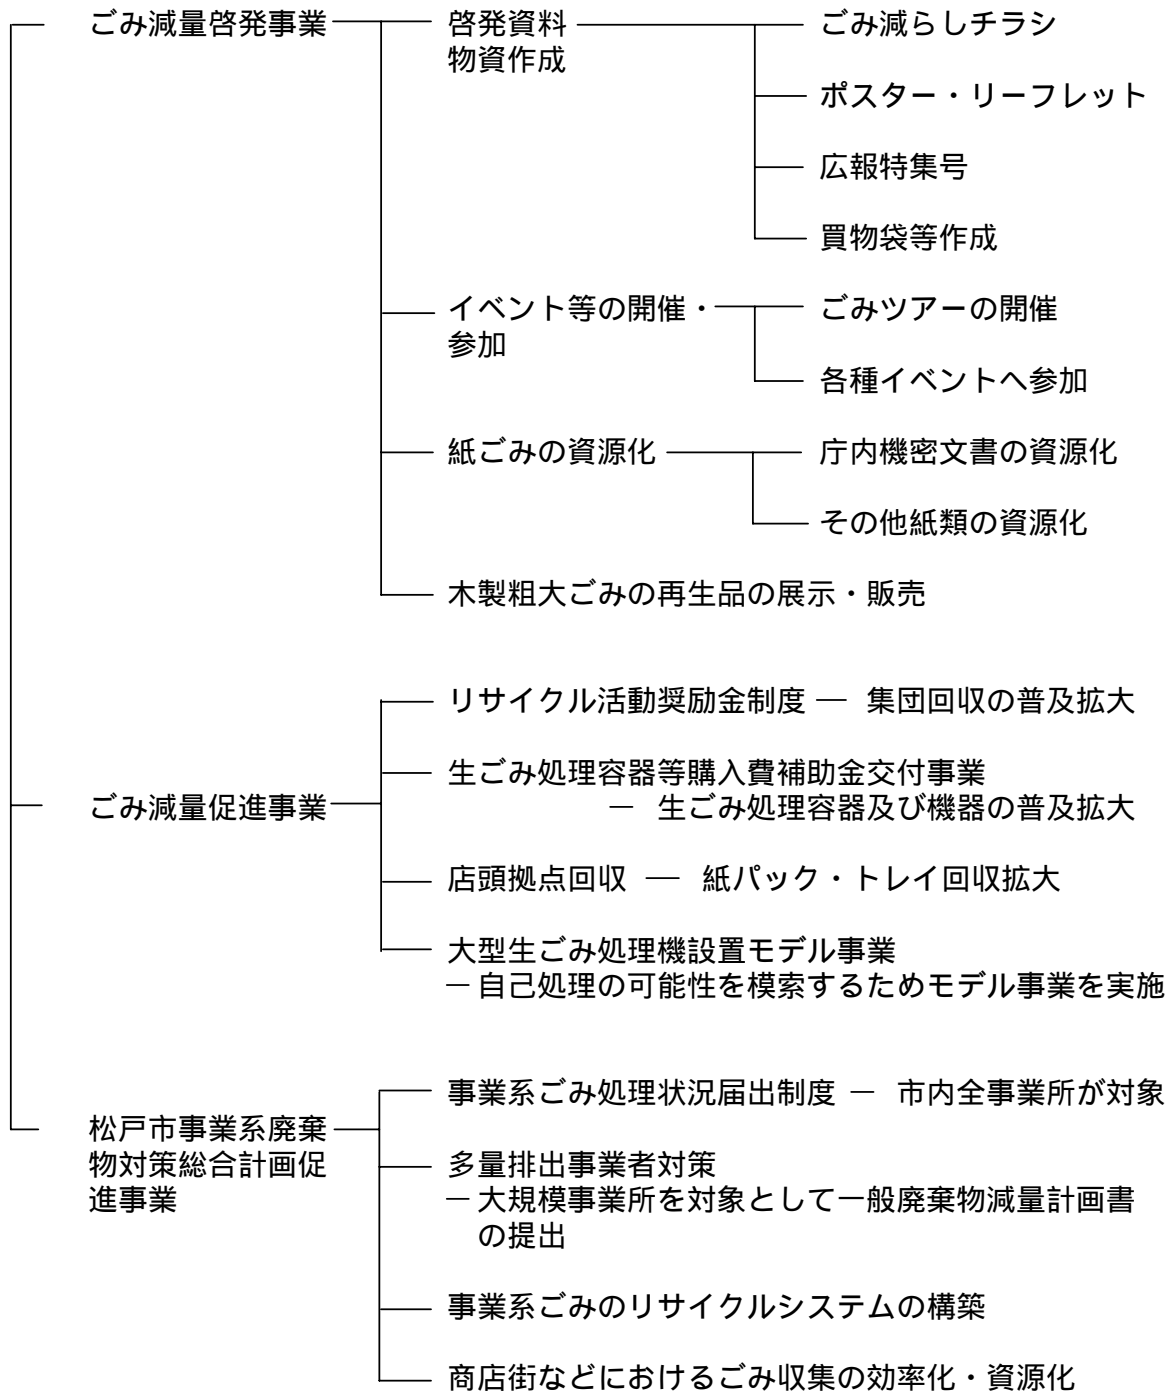 ごみ減量啓発事業
啓発資料
物資作成
ごみ減らしチラシ
ポスター・リーフレット
広報特集号
買物袋等作成
イベント等の開催・
参加
ごみツアーの開催
各種イベントへ参加
紙ごみの資源化
庁内機密文書の資源化
その他紙類の資源化
木製粗大ごみの再生品の展示・販売
ごみ減量促進事業
リサイクル活動奨励金制度 ― 集団回収の普及拡大
生ごみ処理容器等購入費補助金交付事業
― 生ごみ処理容器及び機器の普及拡大
店頭拠点回収 ― 紙パック・トレイ回収拡大
大型生ごみ処理機設置モデル事業
―自己処理の可能性を模索するためモデル事業を実施
松戸市事業系廃棄
物対策総合計画促
進事業
事業系ごみ処理状況届出制度 ― 市内全事業所が対象
多量排出事業者対策
―大規模事業所を対象として一般廃棄物減量計画書
の提出
事業系ごみのリサイクルシステムの構築
商店街などにおけるごみ収集の効率化・資源化